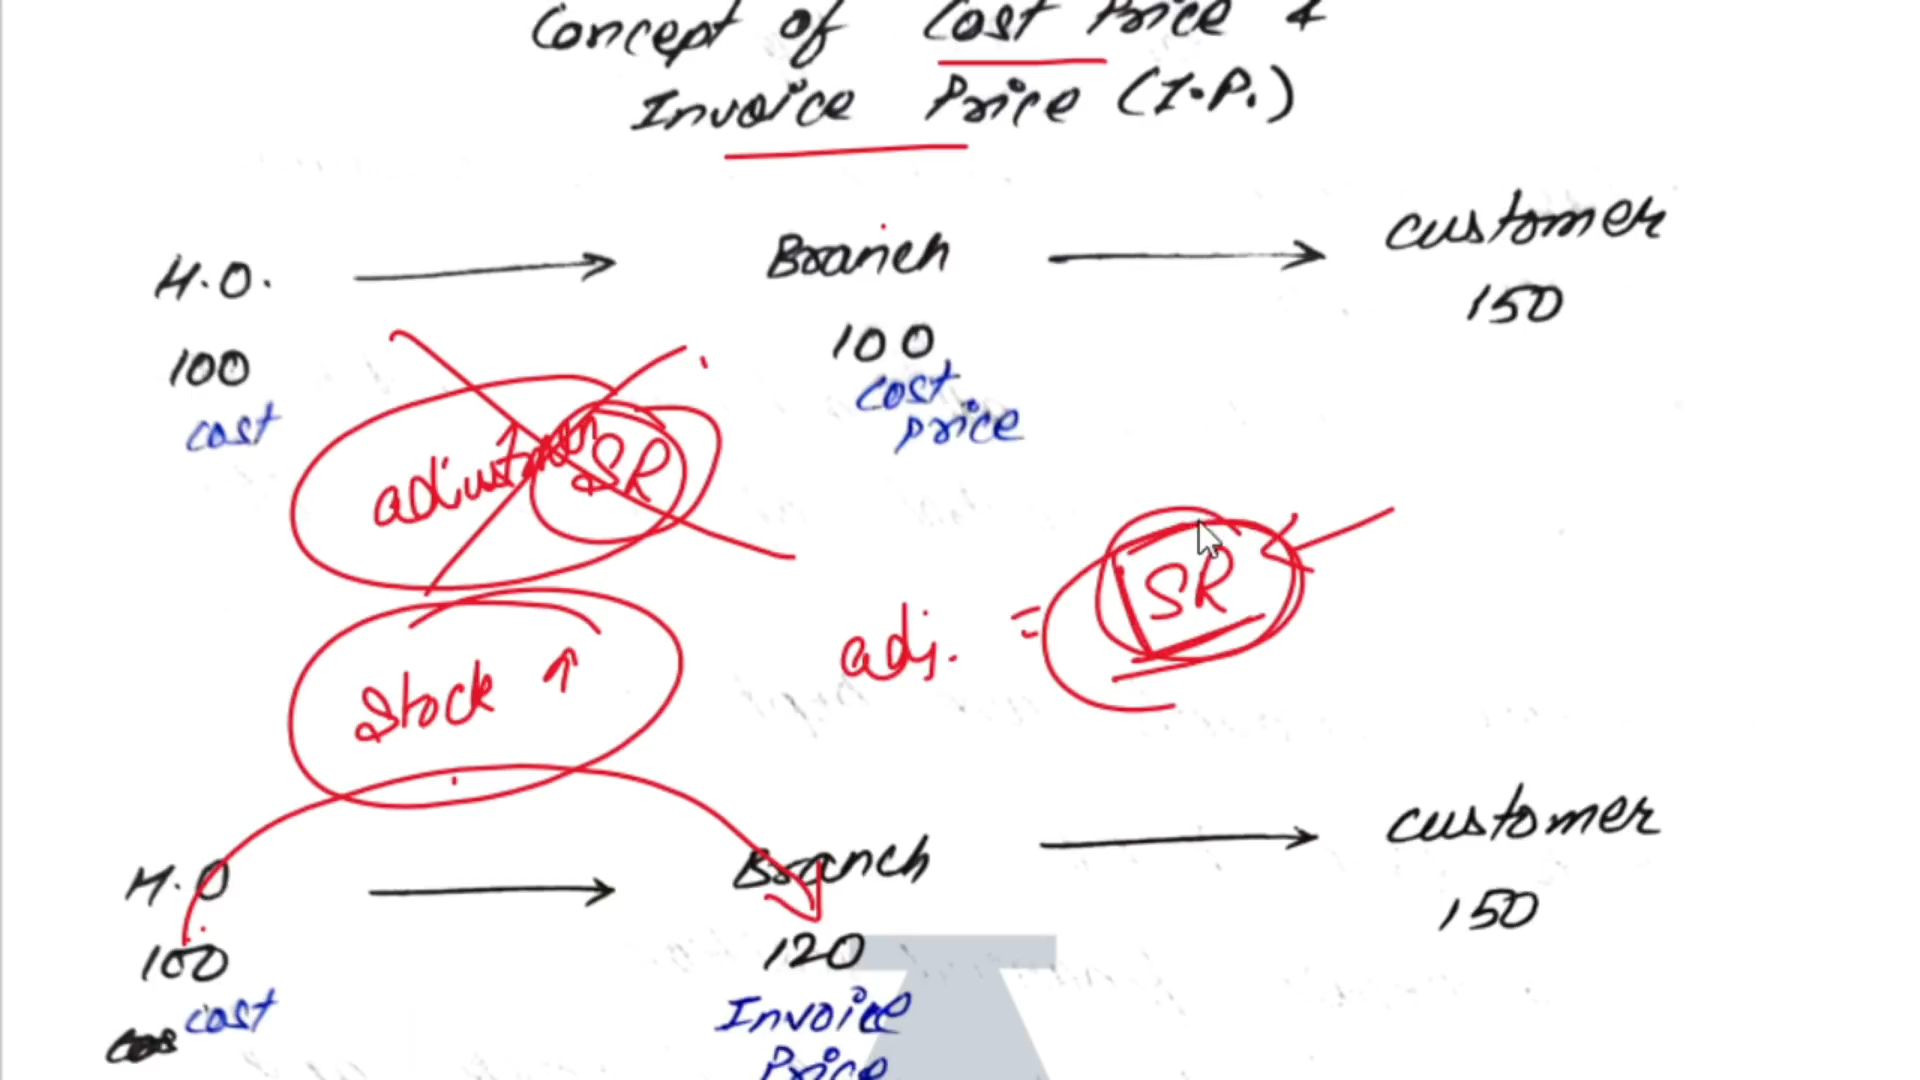 Concept of Cost Price &
Invoice Price (I.P.)
H.O. Branch customer
100 100 150
cost cost price
adjustment SR
adj. = SR
Stock ↑
H.O Branch customer
100 120 150
cost Invoice
Price